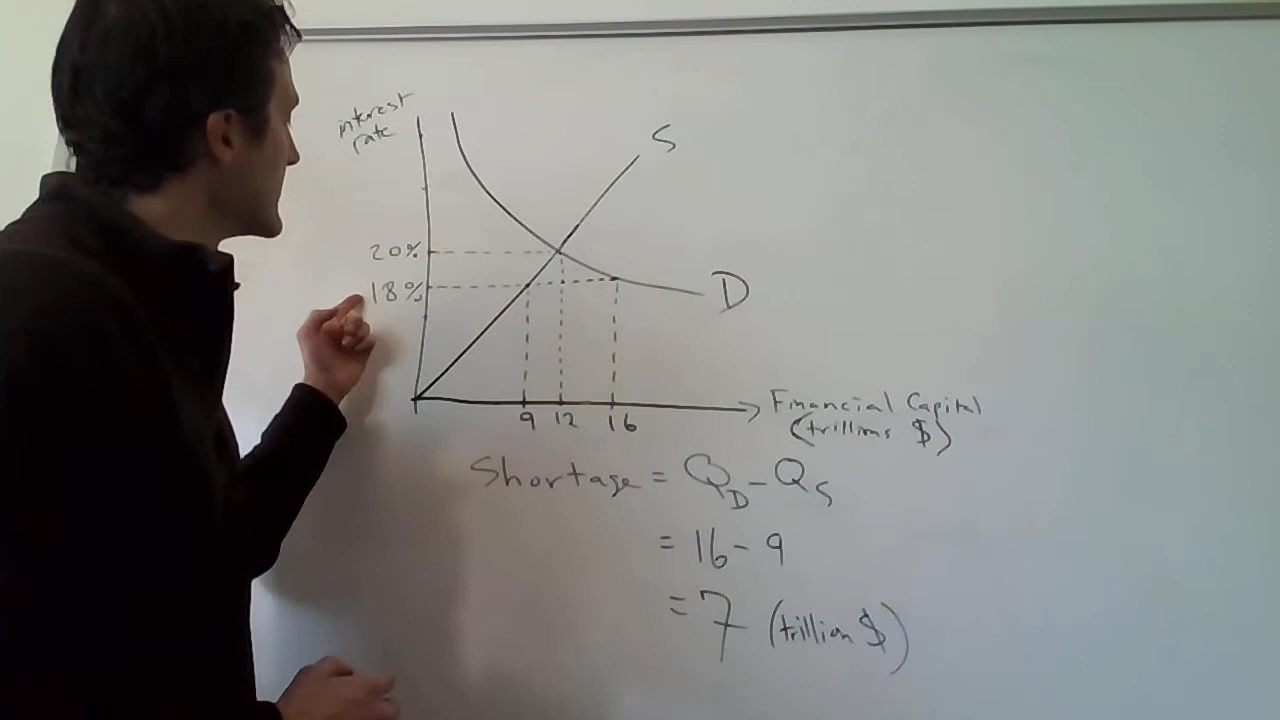 interest
rate
S
20%
18%
D
9 12 16
Financial Capital
(trillions $)
Shortage = QD - QS
= 16 - 9
= 7 (trillion $)